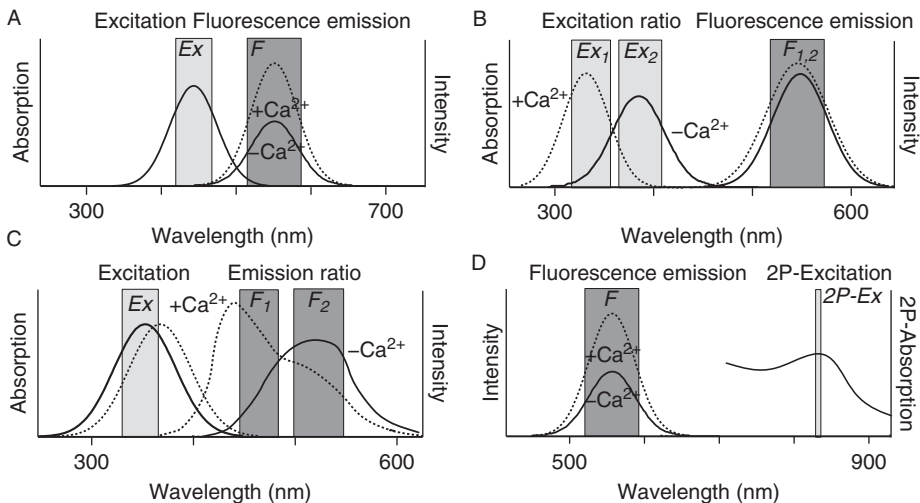 A
Excitation Fluorescence emission
Absorption
Ex
F
+Ca²⁺
−Ca²⁺
Intensity
300
700
Wavelength (nm)
B
Excitation ratio
Fluorescence emission
Absorption
+Ca²⁺
Ex₁
Ex₂
−Ca²⁺
F₁,₂
Intensity
300
600
Wavelength (nm)
C
Excitation
Emission ratio
Absorption
Ex
+Ca²⁺
F₁
F₂
−Ca²⁺
Intensity
300
600
Wavelength (nm)
D
Fluorescence emission
2P-Excitation
Intensity
F
+Ca²⁺
−Ca²⁺
2P-Ex
2P-Absorption
500
900
Wavelength (nm)